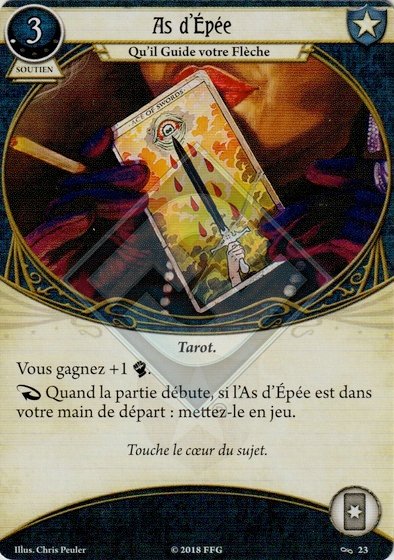 3
As d'Épée
Qu'il Guide votre Flèche
SOUTIEN
ACE OF SWORDS
Tarot.
Vous gagnez +1
Quand la partie débute, si l'As d'Épée est dans
votre main de départ : mettez-le en jeu.
Touche le cœur du sujet.
Illus. Chris Peuler
© 2018 FFG
23